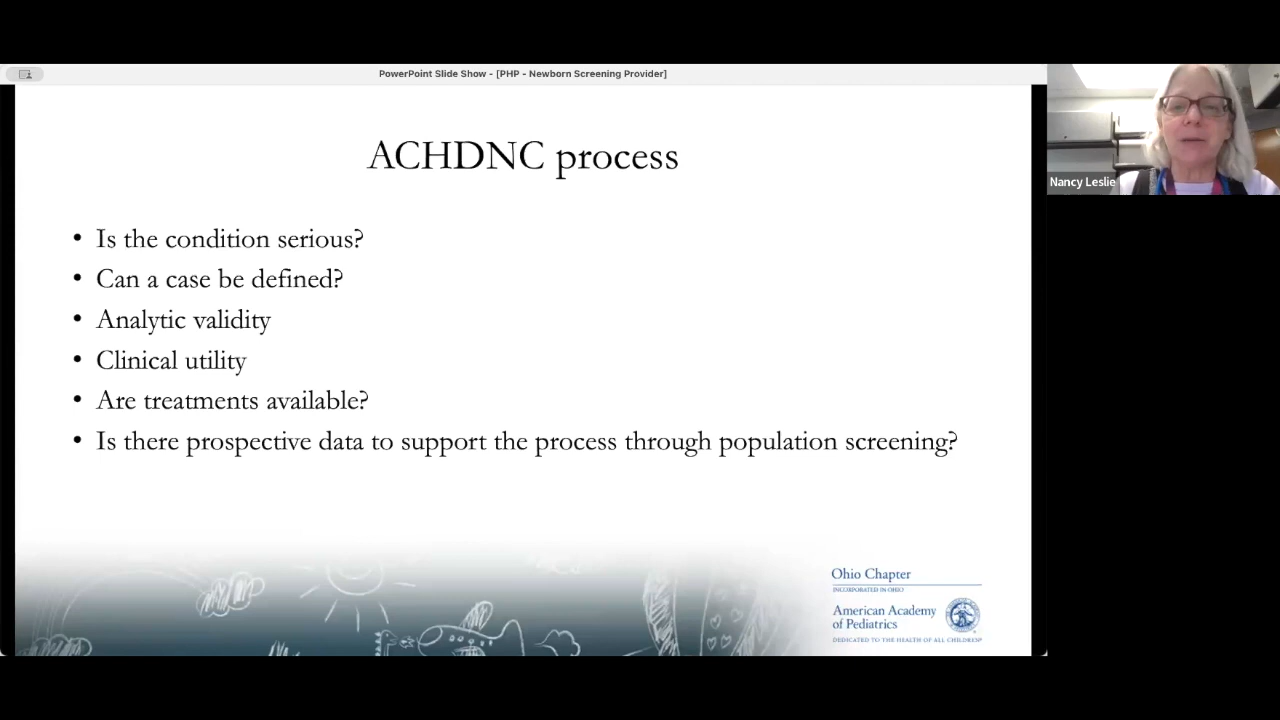 PowerPoint Slide Show - [PHP - Newborn Screening Provider]
ACHDNC process
Nancy Leslie
• Is the condition serious?
• Can a case be defined?
• Analytic validity
• Clinical utility
• Are treatments available?
• Is there prospective data to support the process through population screening?
Ohio Chapter
INCORPORATED IN OHIO
American Academy
of Pediatrics
DEDICATED TO THE HEALTH OF ALL CHILDREN®